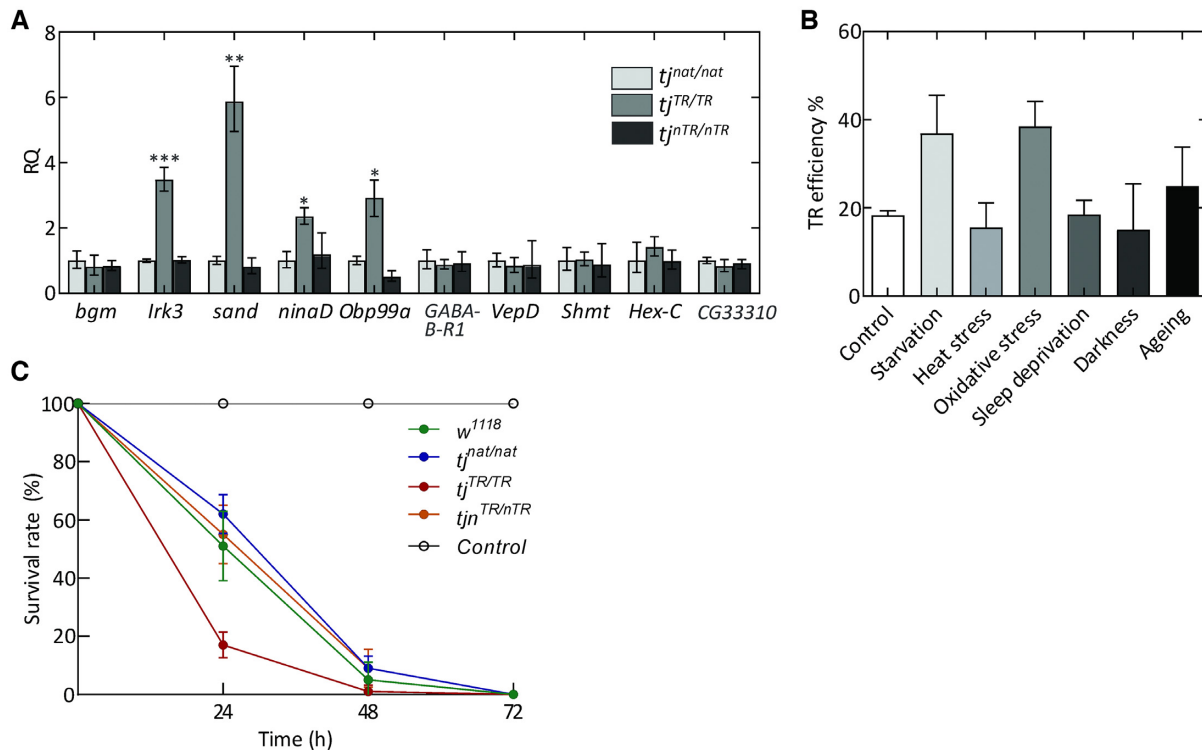 A
8
6
4
2
0
RQ
tj nat/nat
tj TR/TR
tj nTR/nTR
***
**
*
*
bgm Irk3 sand ninaD Obp99a GABA- VepD Shmt Hex-C CG33310
B-R1
B
60
40
20
0
TR efficiency %
Control
Starvation
Heat stress
Oxidative stress
Sleep deprivation
Darkness
Ageing
C
100
80
60
40
20
0
Survival rate (%)
w1118
tj nat/nat
tj TR/TR
tjn TR/nTR
Control
24 48 72
Time (h)